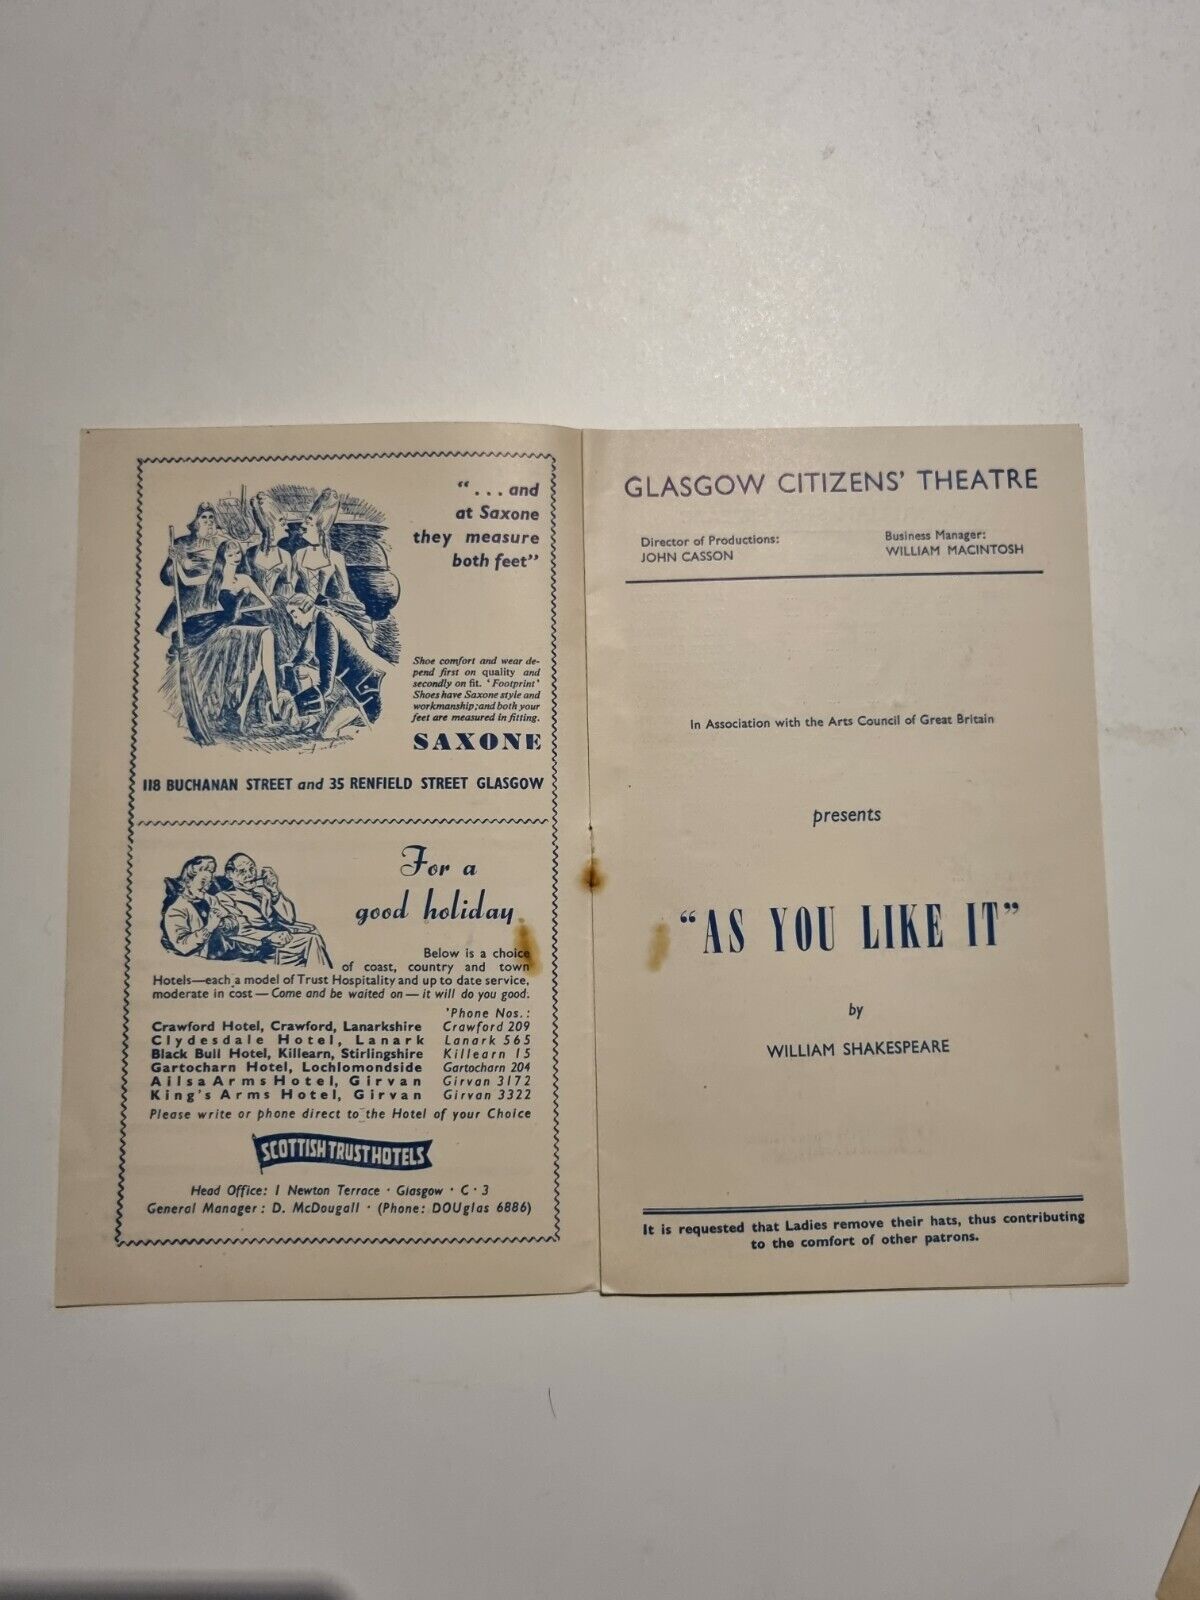 “ . . . and
at Saxone
they measure
both feet”
Shoe comfort and wear de-
pend first on quality and
secondly on fit. ‘Footprint’
Shoes have Saxone style and
workmanship; and both your
feet are measured in fitting.
SAXONE
118 BUCHANAN STREET and 35 RENFIELD STREET GLASGOW
For a
good holiday
Below is a choice
of coast, country and town
Hotels—each a model of Trust Hospitality and up to date service,
moderate in cost — Come and be waited on — it will do you good.
'Phone Nos.:
Crawford Hotel, Crawford, Lanarkshire Crawford 209
Clydesdale Hotel, Lanark Lanark 565
Black Bull Hotel, Killearn, Stirlingshire Killearn 15
Gartocharn Hotel, Lochlomondside Gartocharn 204
Ailsa Arms Hotel, Girvan Girvan 3172
King's Arms Hotel, Girvan Girvan 3322
Please write or phone direct to the Hotel of your Choice
SCOTTISH TRUST HOTELS
Head Office: 1 Newton Terrace · Glasgow · C · 3
General Manager: D. McDougall · (Phone: DOUglas 6886)
GLASGOW CITIZENS’ THEATRE
Director of Productions:
JOHN CASSON
Business Manager:
WILLIAM MACINTOSH
In Association with the Arts Council of Great Britain
presents
“AS YOU LIKE IT”
by
WILLIAM SHAKESPEARE
It is requested that Ladies remove their hats, thus contributing
to the comfort of other patrons.